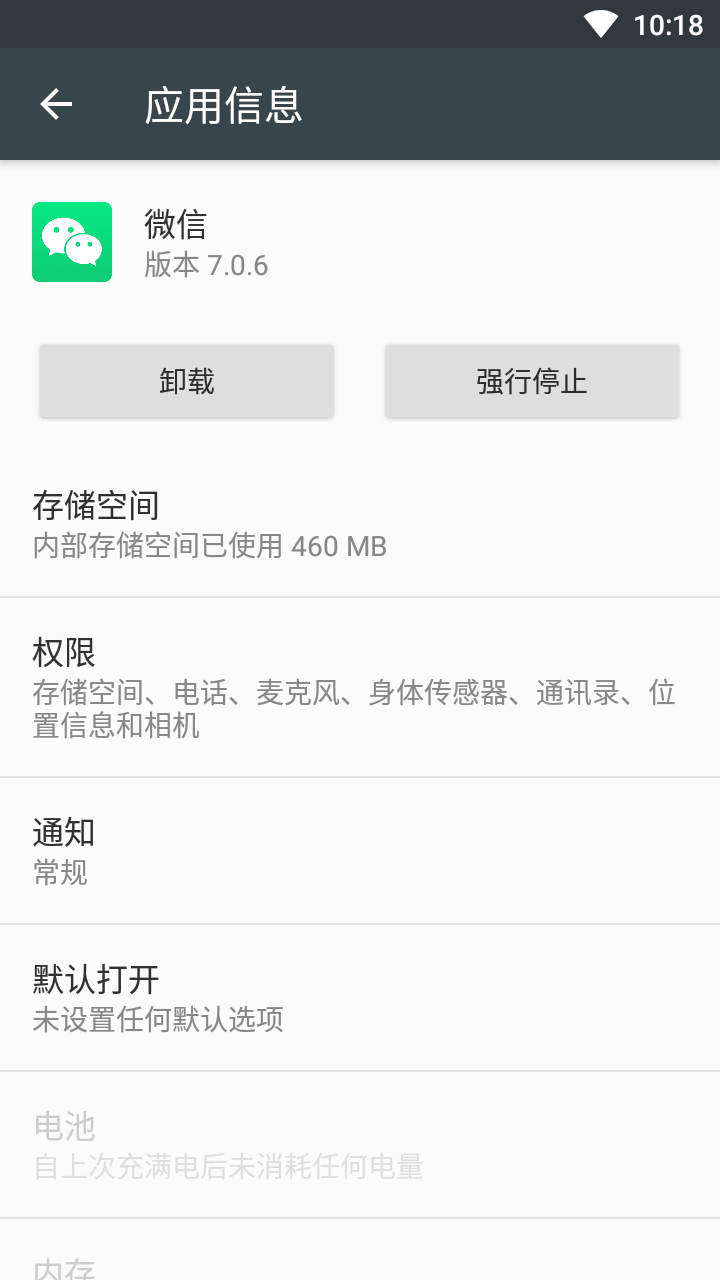 10:18
应用信息
微信
版本 7.0.6
卸载
强行停止
存储空间
内部存储空间已使用 460 MB
权限
存储空间、电话、麦克风、身体传感器、通讯录、位
置信息和相机
通知
常规
默认打开
未设置任何默认选项
电池
自上次充满电后未消耗任何电量
内存